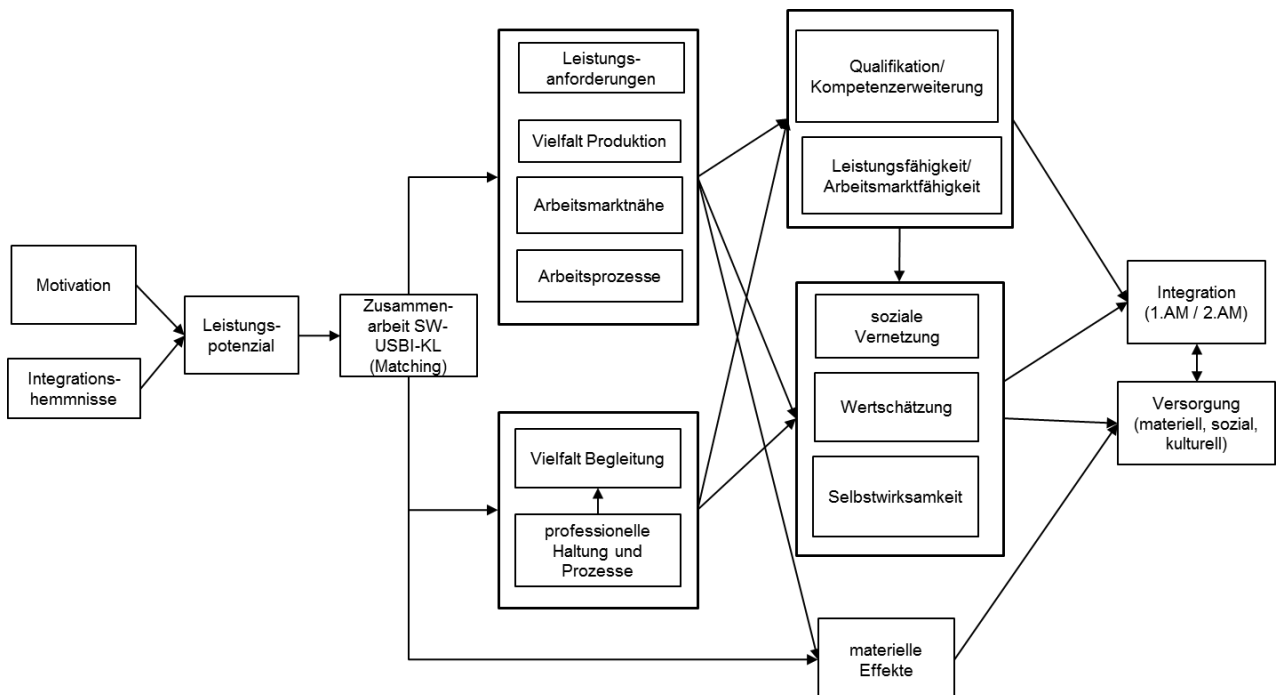 Motivation
Integrations-
hemmnisse
Leistungs-
potenzial
Zusammen-
arbeit SW-
USBI-KL
(Matching)
Leistungs-
anforderungen
Vielfalt Produktion
Arbeitsmarktnähe
Arbeitsprozesse
Vielfalt Begleitung
professionelle
Haltung und
Prozesse
Qualifikation/
Kompetenzerweiterung
Leistungsfähigkeit/
Arbeitsmarktfähigkeit
soziale
Vernetzung
Wertschätzung
Selbstwirksamkeit
materielle
Effekte
Integration
(1.AM / 2.AM)
Versorgung
(materiell, sozial,
kulturell)